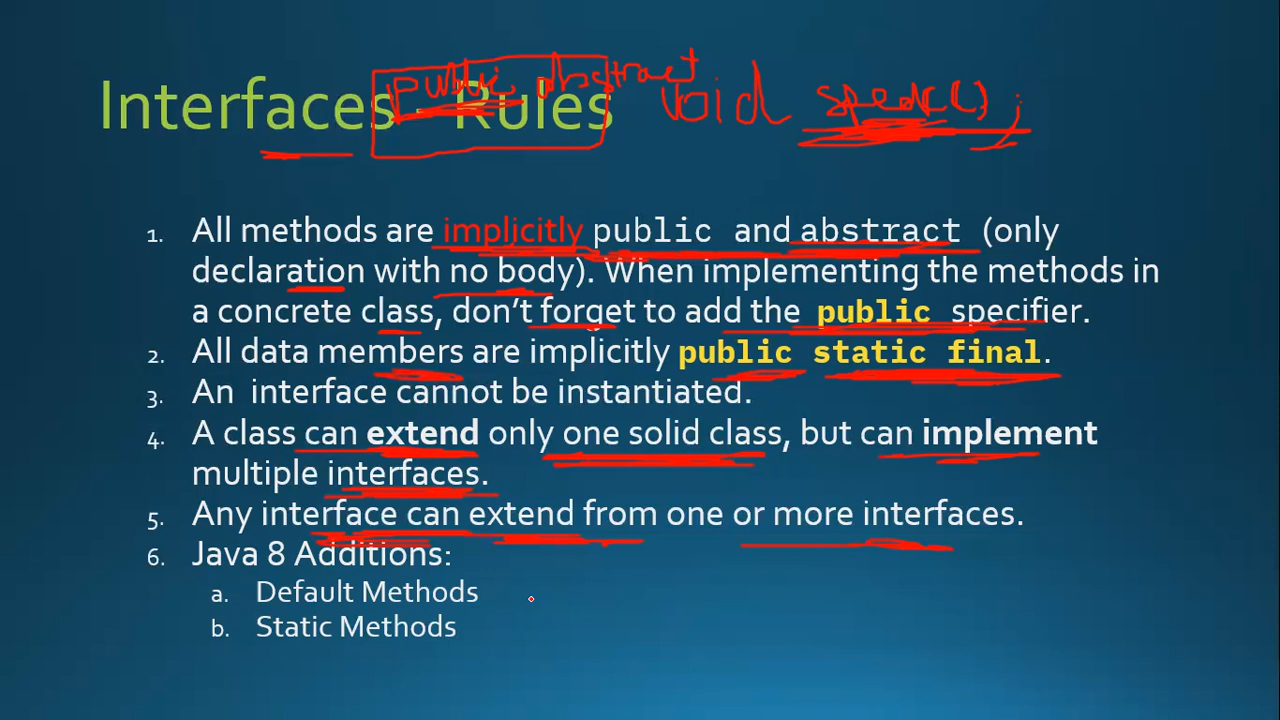 Interfaces - Rules
public abstract void speak();
1. All methods are implicitly public and abstract (only
declaration with no body). When implementing the methods in
a concrete class, don't forget to add the public specifier.
2. All data members are implicitly public static final.
3. An interface cannot be instantiated.
4. A class can extend only one solid class, but can implement
multiple interfaces.
5. Any interface can extend from one or more interfaces.
6. Java 8 Additions:
a. Default Methods
b. Static Methods